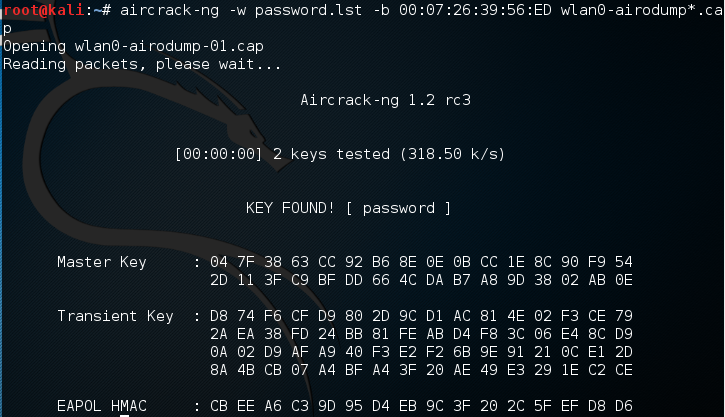 root@kali:~# aircrack-ng -w password.lst -b 00:07:26:39:56:ED wlan0-airodump*.ca
p
Opening wlan0-airodump-01.cap
Reading packets, please wait...
Aircrack-ng 1.2 rc3
[00:00:00] 2 keys tested (318.50 k/s)
KEY FOUND! [ password ]
Master Key : 04 7F 38 63 CC 92 B6 8E 0E 0B CC 1E 8C 90 F9 54
2D 11 3F C9 BF DD 66 4C DA B7 A8 9D 38 02 AB 0E
Transient Key : D8 74 F6 CF D9 80 2D 9C D1 AC 81 4E 02 F3 CE 79
2A EA 38 FD 24 BB 81 FE AB D4 F8 3C 06 E4 8C D9
0A 02 D9 AF A9 40 F3 E2 F2 6B 9E 91 21 0C E1 2D
8A 4B CB 07 A4 BF A4 3F 20 AE 49 E3 29 1E C2 CE
EAPOL HMAC : CB EE A6 C3 9D 95 D4 EB 9C 3F 20 2C 5F EF D8 D6